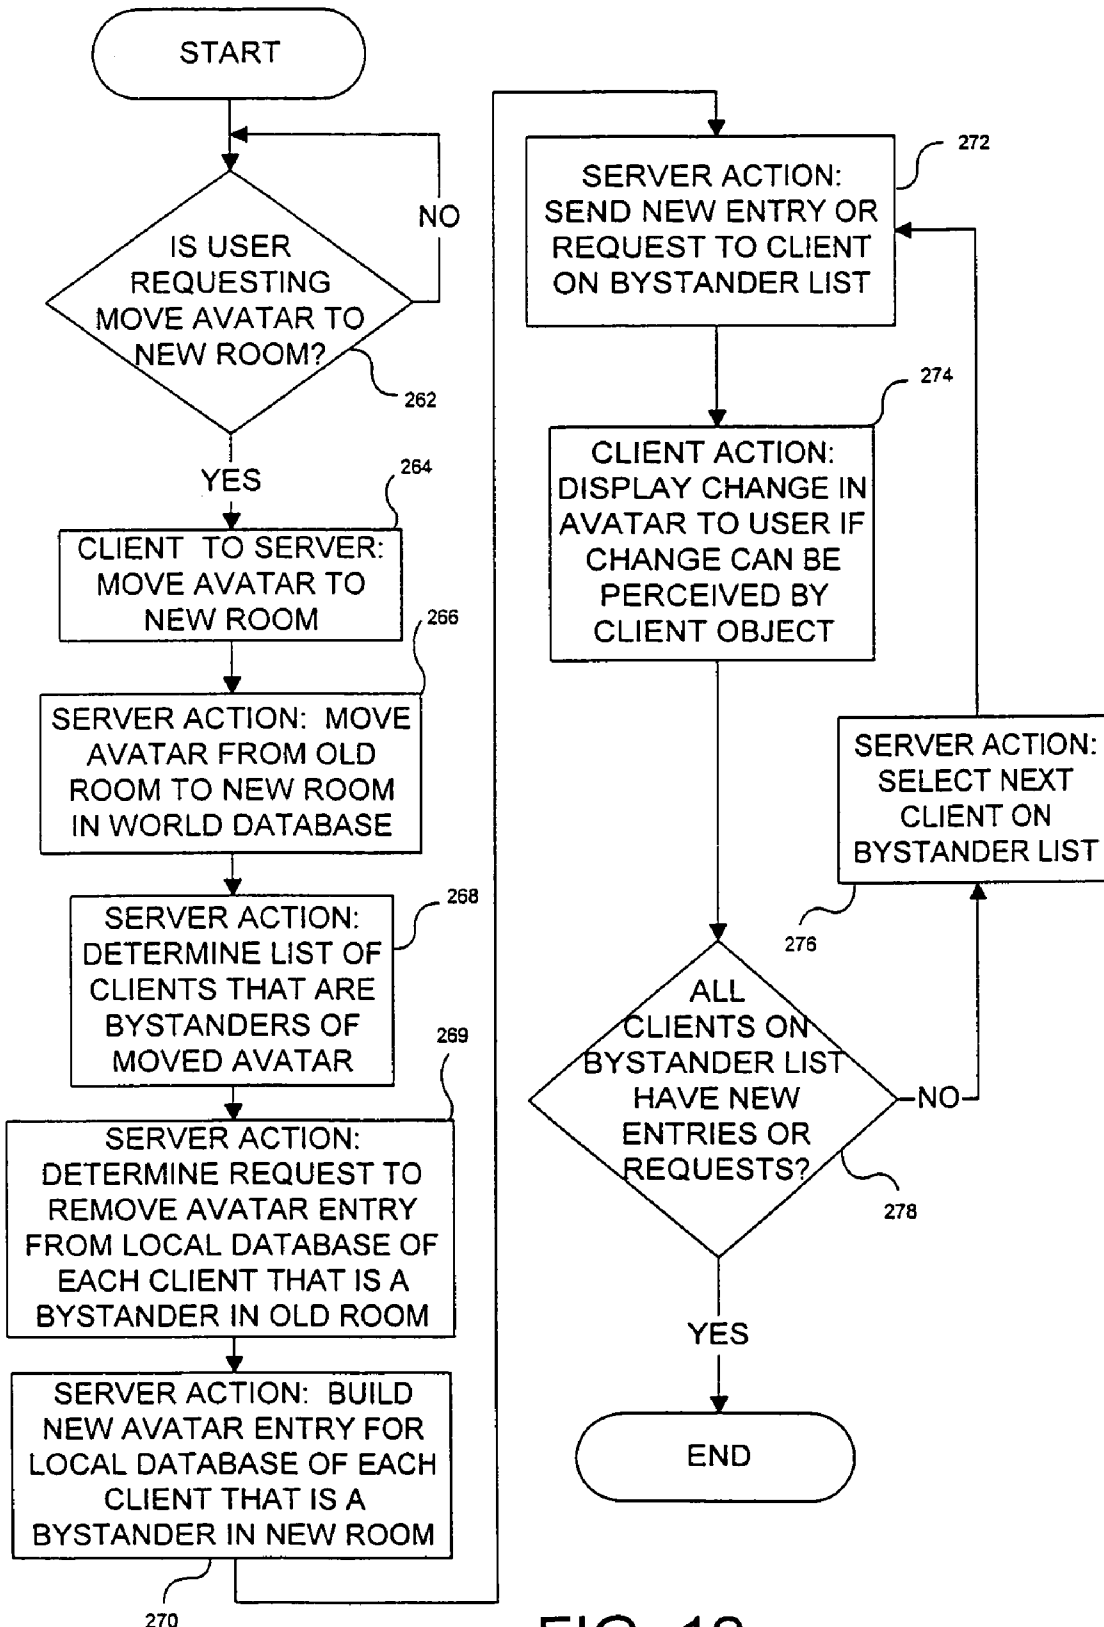 START
NO
IS USER
REQUESTING
MOVE AVATAR TO
NEW ROOM?
262
YES
264
CLIENT TO SERVER:
MOVE AVATAR TO
NEW ROOM
266
SERVER ACTION: MOVE
AVATAR FROM OLD
ROOM TO NEW ROOM
IN WORLD DATABASE
268
SERVER ACTION:
DETERMINE LIST OF
CLIENTS THAT ARE
BYSTANDERS OF
MOVED AVATAR
269
SERVER ACTION:
DETERMINE REQUEST TO
REMOVE AVATAR ENTRY
FROM LOCAL DATABASE OF
EACH CLIENT THAT IS A
BYSTANDER IN OLD ROOM
SERVER ACTION: BUILD
NEW AVATAR ENTRY FOR
LOCAL DATABASE OF EACH
CLIENT THAT IS A
BYSTANDER IN NEW ROOM
270
272
SERVER ACTION:
SEND NEW ENTRY OR
REQUEST TO CLIENT
ON BYSTANDER LIST
274
CLIENT ACTION:
DISPLAY CHANGE IN
AVATAR TO USER IF
CHANGE CAN BE
PERCEIVED BY
CLIENT OBJECT
SERVER ACTION:
SELECT NEXT
CLIENT ON
BYSTANDER LIST
276
ALL
CLIENTS ON
BYSTANDER LIST
HAVE NEW
ENTRIES OR
REQUESTS?
NO
278
YES
END